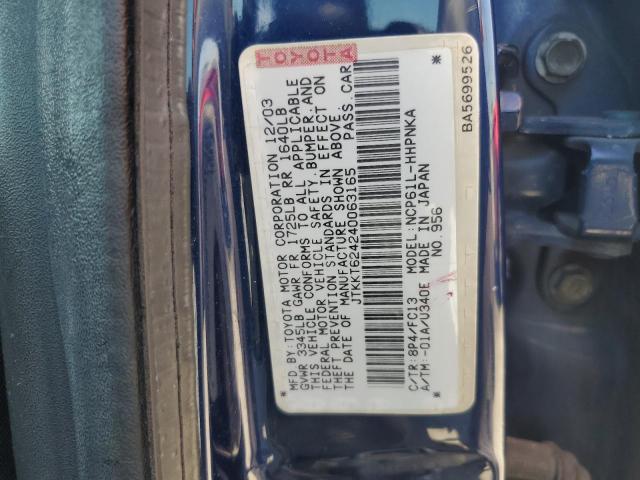 TOYOTA
MFD.BY:TOYOTA MOTOR CORPORATION 12/03
GVWR 3345LB GAWR FR 1725LB RR 1640LB
THIS VEHICLE CONFORMS TO ALL APPLICABLE
FEDERAL MOTOR VEHICLE SAFETY,BUMPER,AND
THEFT PREVENTION STANDARDS IN EFFECT ON
THE DATE OF MANUFACTURE SHOWN ABOVE.
JTKKT624240063165 PASS.CAR
* *
C/TR:8P4/FC13 MODEL:NCP61L-HHPNKA
A/TM:-01A/U340E MADE IN JAPAN
NO.956
BA5699526